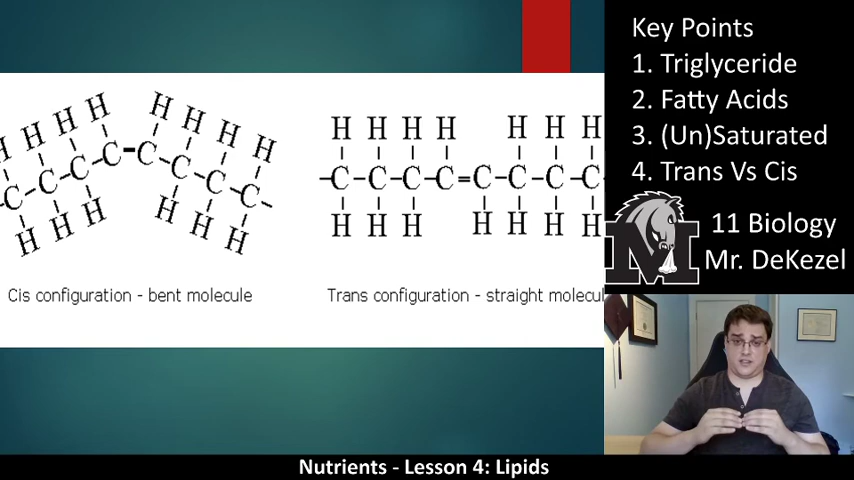 Key Points
1. Triglyceride
2. Fatty Acids
3. (Un)Saturated
4. Trans Vs Cis
M
11 Biology
Mr. DeKezel
H H H H H H H H H
C-C-C-C=C-C-C-C-
H H H H H H
H H H H H H H
-C-C-C-C=C-C-C-C
H H H H H H H
Cis configuration - bent molecule
Trans configuration - straight molecul
Nutrients - Lesson 4: Lipids